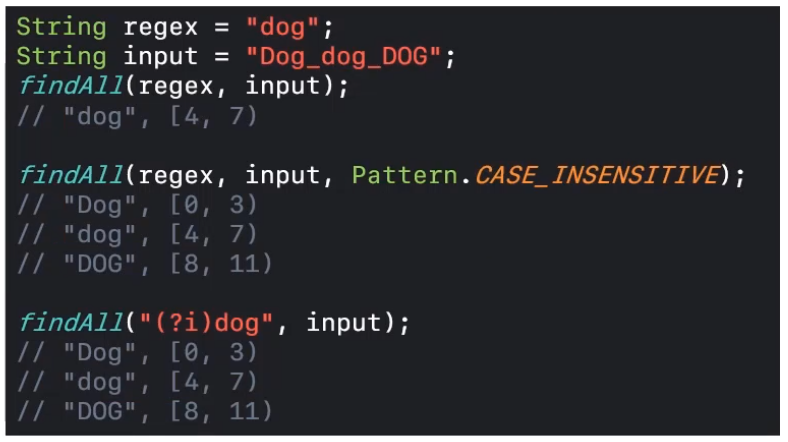 String regex = "dog";
String input = "Dog_dog_DOG";
findAll(regex, input);
// "dog", [4, 7)
findAll(regex, input, Pattern.CASE_INSENSITIVE);
// "Dog", [0, 3)
// "dog", [4, 7)
// "DOG", [8, 11)
findAll("(?i)dog", input);
// "Dog", [0, 3)
// "dog", [4, 7)
// "DOG", [8, 11)